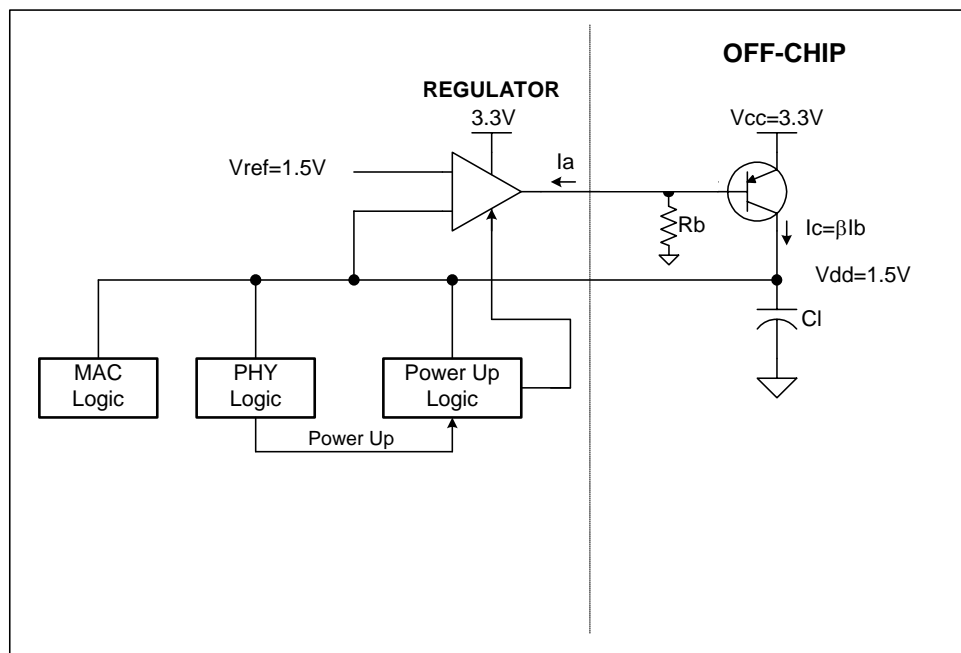 OFF-CHIP
REGULATOR
3.3V
Vcc=3.3V
Vref=1.5V
Ia
Rb
Ic=βIb
Vdd=1.5V
Cl
MAC
Logic
PHY
Logic
Power Up
Logic
Power Up